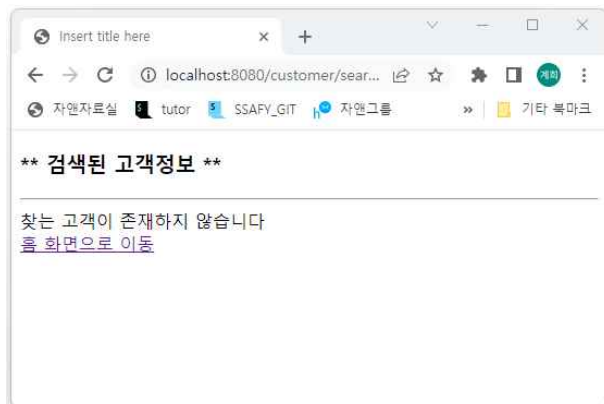 Insert title here
localhost:8080/customer/sear...
계희
자앤자료실 tutor SSAFY_GIT 자앤그룹 » 기타 북마크
** 검색된 고객정보 **
찾는 고객이 존재하지 않습니다
홈 화면으로 이동